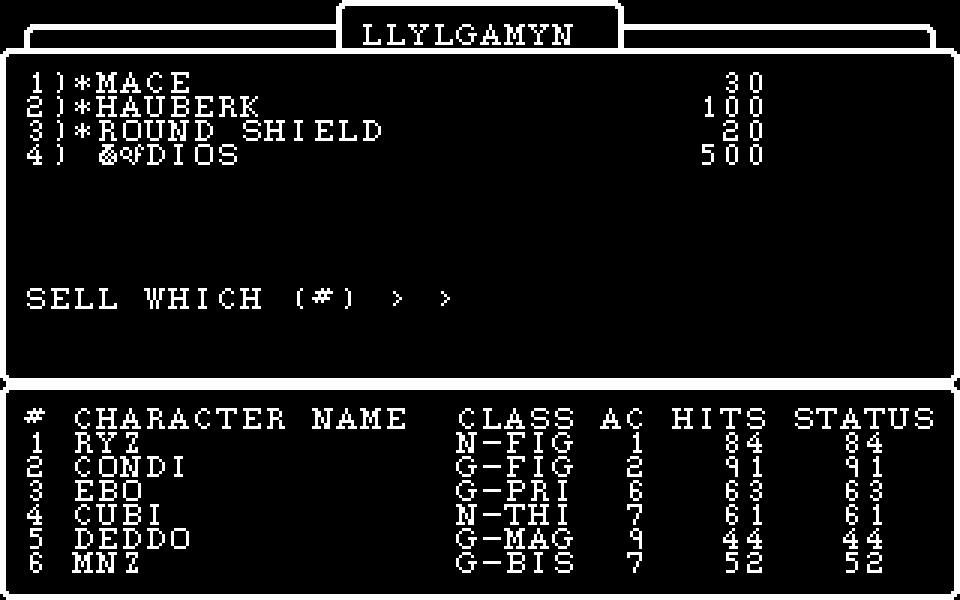 LLYLGAMYN
1)*MACE 30
2)*HAUBERK 100
3)*ROUND SHIELD 20
4) DIOS 500
SELL WHICH (#) > >
# CHARACTER NAME CLASS AC HITS STATUS
1 RYZ N-FIG 1 84 84
2 CONDI G-FIG 2 91 91
3 EBO G-PRI 6 63 63
4 CUBI N-THI 7 61 61
5 DEDDO G-MAG 9 44 44
6 MNZ G-BIS 7 52 52